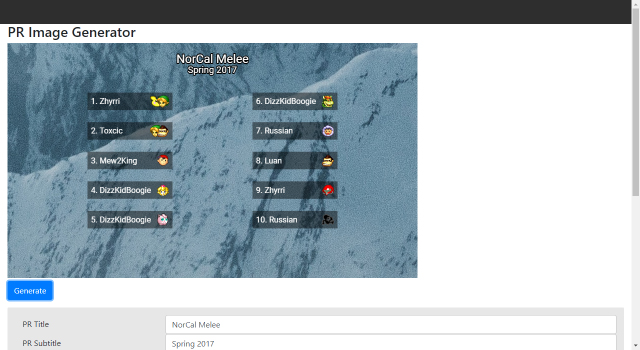 PR Image Generator
NorCal Melee
Spring 2017
1. Zhyrri
2. Toxcic
3. Mew2King
4. DizzKidBoogie
5. DizzKidBoogie
6. DizzKidBoogie
7. Russian
8. Luan
9. Zhyrri
10. Russian
Generate
PR Title
NorCal Melee
PR Subtitle
Spring 2017